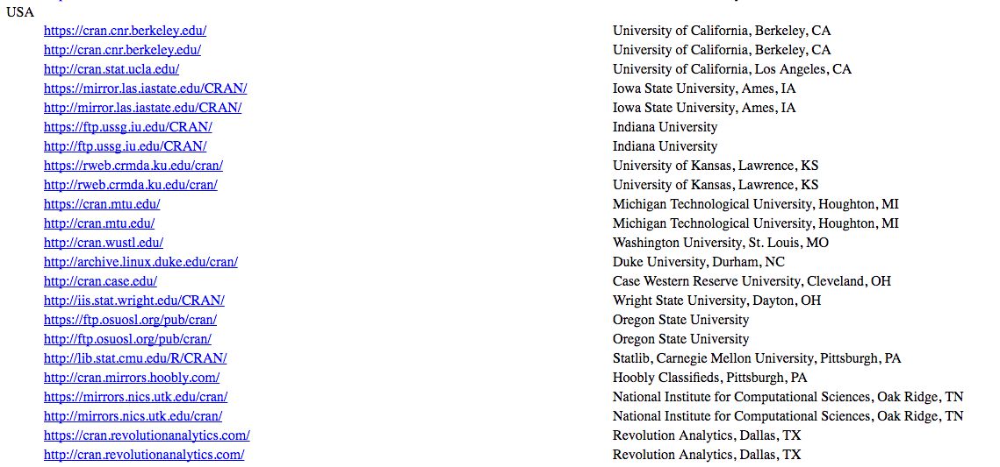 USA
https://cran.cnr.berkeley.edu/ University of California, Berkeley, CA
http://cran.cnr.berkeley.edu/ University of California, Berkeley, CA
http://cran.stat.ucla.edu/ University of California, Los Angeles, CA
https://mirror.las.iastate.edu/CRAN/ Iowa State University, Ames, IA
http://mirror.las.iastate.edu/CRAN/ Iowa State University, Ames, IA
https://ftp.ussg.iu.edu/CRAN/ Indiana University
http://ftp.ussg.iu.edu/CRAN/ Indiana University
https://rweb.crmda.ku.edu/cran/ University of Kansas, Lawrence, KS
http://rweb.crmda.ku.edu/cran/ University of Kansas, Lawrence, KS
https://cran.mtu.edu/ Michigan Technological University, Houghton, MI
http://cran.mtu.edu/ Michigan Technological University, Houghton, MI
http://cran.wustl.edu/ Washington University, St. Louis, MO
http://archive.linux.duke.edu/cran/ Duke University, Durham, NC
http://cran.case.edu/ Case Western Reserve University, Cleveland, OH
http://iis.stat.wright.edu/CRAN/ Wright State University, Dayton, OH
https://ftp.osuosl.org/pub/cran/ Oregon State University
http://ftp.osuosl.org/pub/cran/ Oregon State University
http://lib.stat.cmu.edu/R/CRAN/ Statlib, Carnegie Mellon University, Pittsburgh, PA
http://cran.mirrors.hoobly.com/ Hoobly Classifieds, Pittsburgh, PA
https://mirrors.nics.utk.edu/cran/ National Institute for Computational Sciences, Oak Ridge, TN
http://mirrors.nics.utk.edu/cran/ National Institute for Computational Sciences, Oak Ridge, TN
https://cran.revolutionanalytics.com/ Revolution Analytics, Dallas, TX
http://cran.revolutionanalytics.com/ Revolution Analytics, Dallas, TX